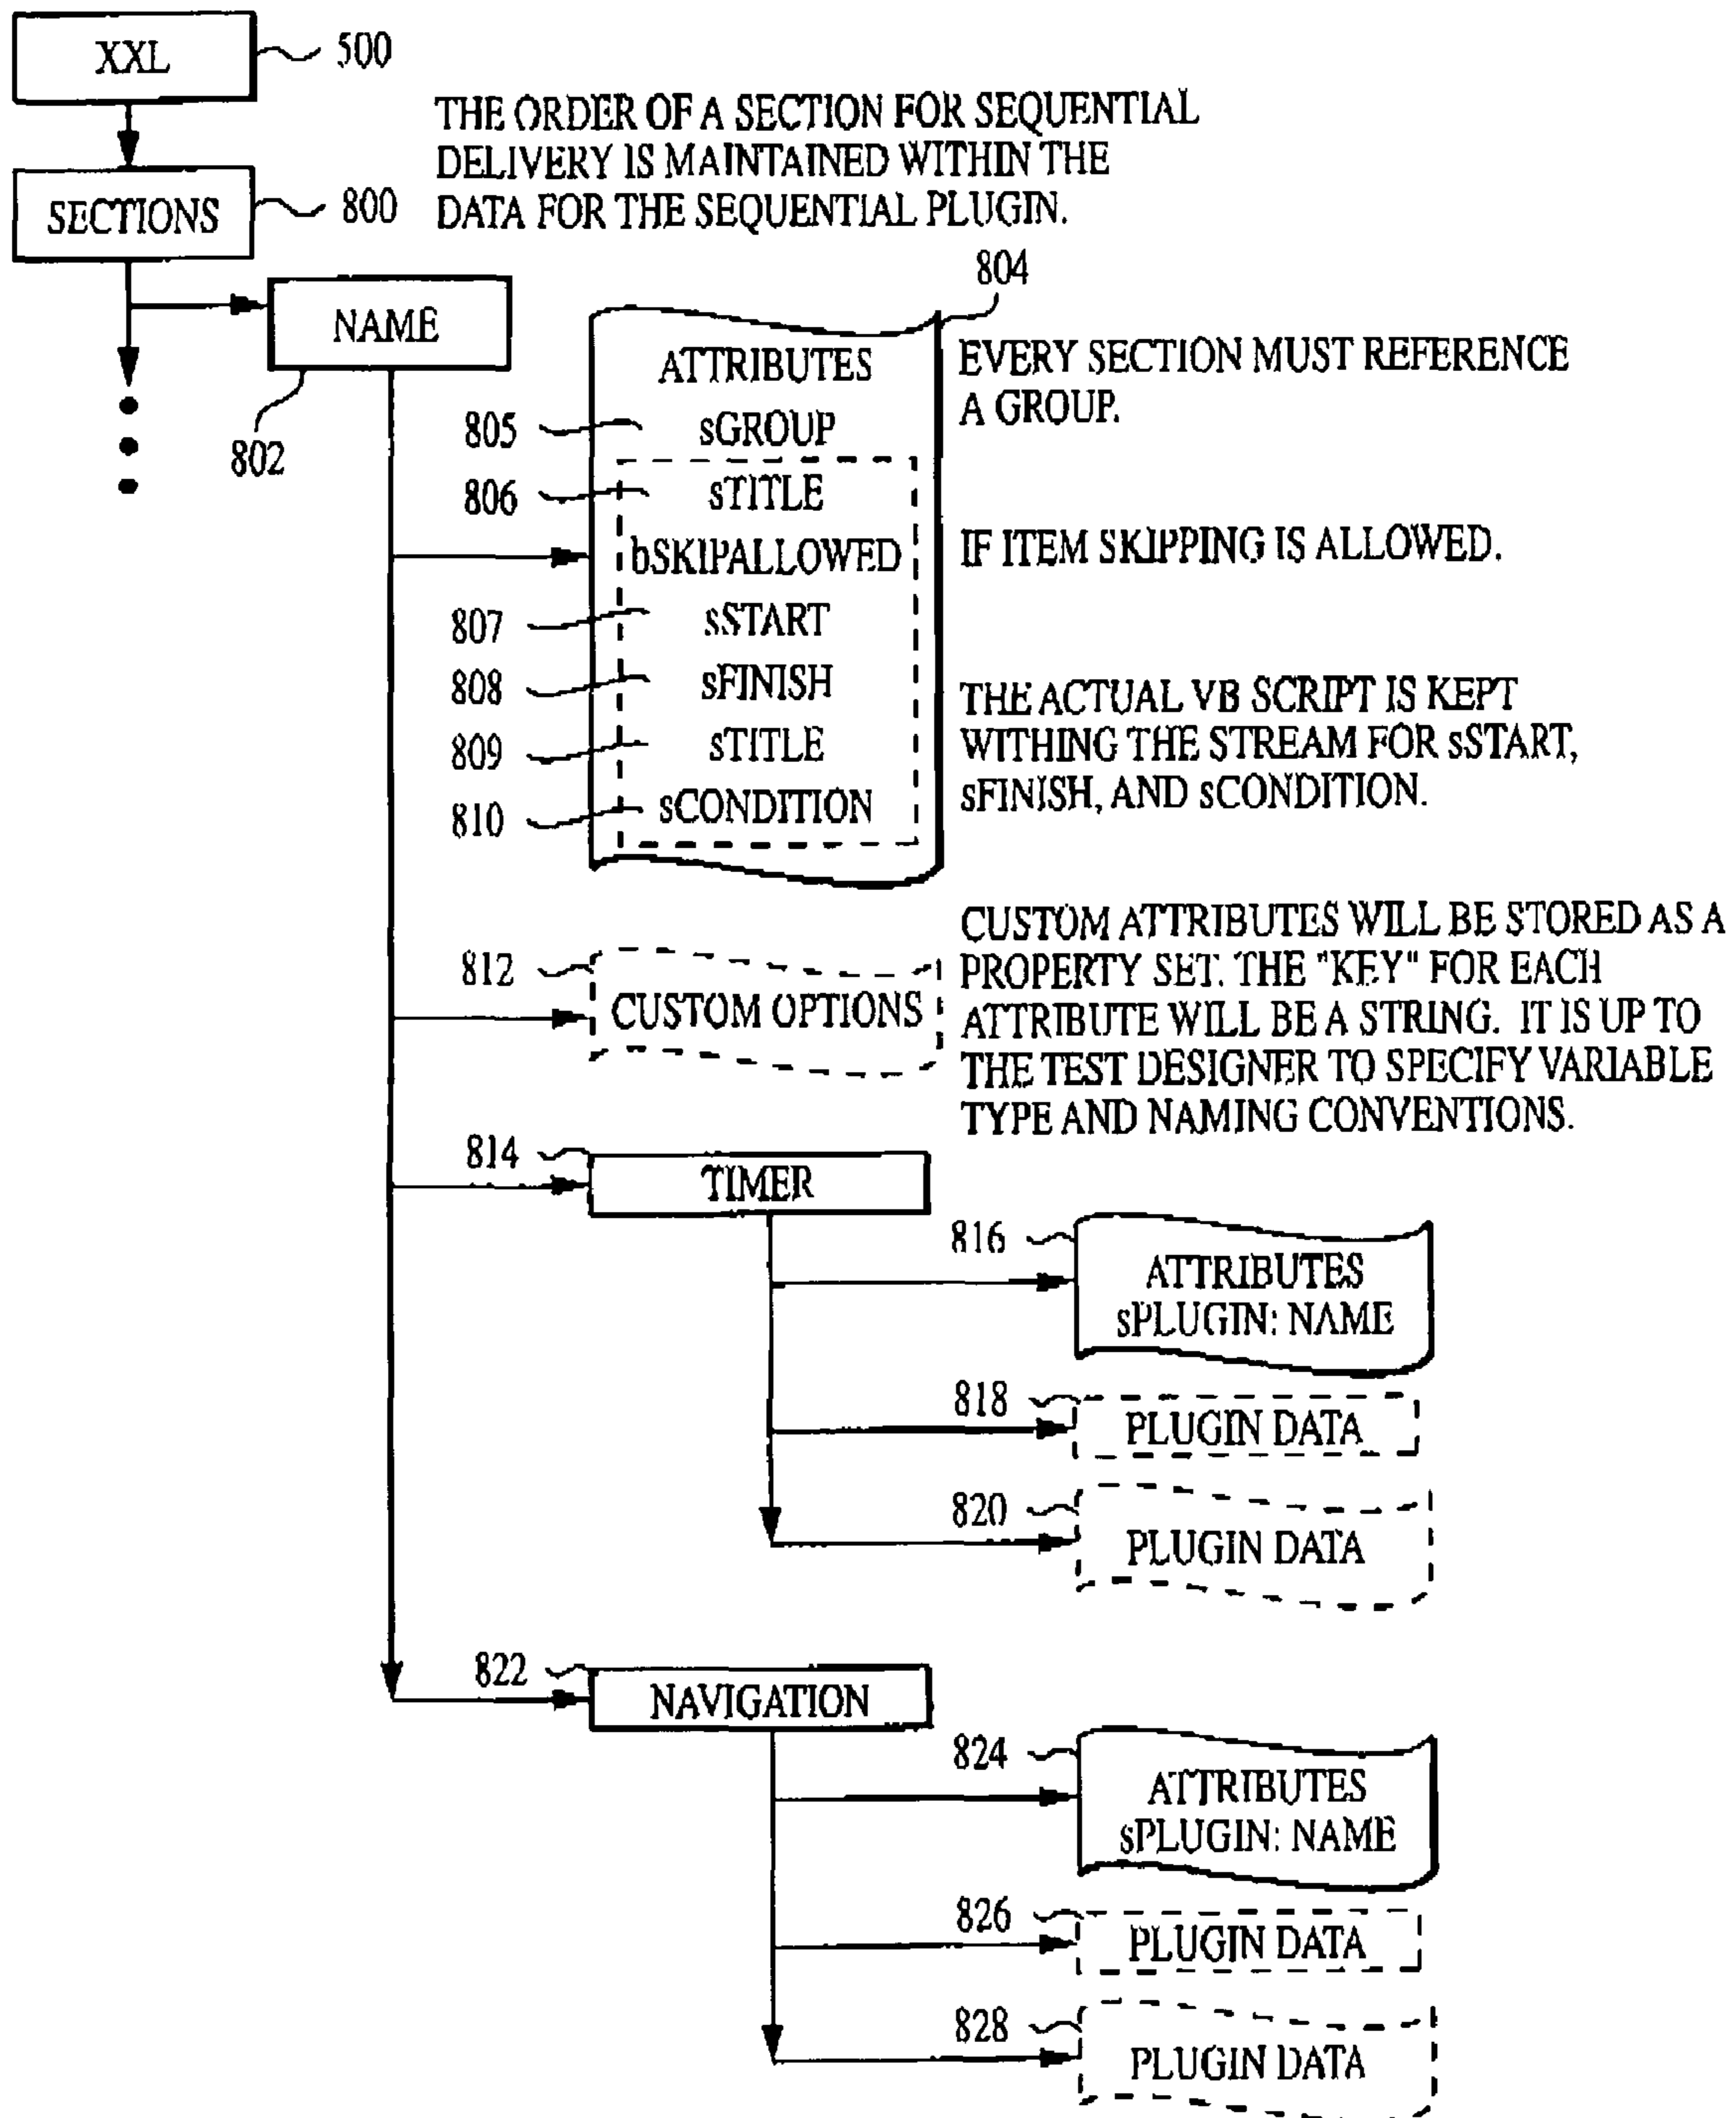 XXL
500
THE ORDER OF A SECTION FOR SEQUENTIAL
DELIVERY IS MAINTAINED WITHIN THE
DATA FOR THE SEQUENTIAL PLUGIN.
SECTIONS
800
NAME
802
804
ATTRIBUTES
EVERY SECTION MUST REFERENCE
A GROUP.
805
sGROUP
806
sTITLE
bSKIPALLOWED
IF ITEM SKIPPING IS ALLOWED.
807
sSTART
808
sFINISH
809
sTITLE
810
sCONDITION
THE ACTUAL VB SCRIPT IS KEPT
WITHING THE STREAM FOR sSTART,
sFINISH, AND sCONDITION.
812
CUSTOM OPTIONS
CUSTOM ATTRIBUTES WILL BE STORED AS A
PROPERTY SET. THE "KEY" FOR EACH
ATTRIBUTE WILL BE A STRING. IT IS UP TO
THE TEST DESIGNER TO SPECIFY VARIABLE
TYPE AND NAMING CONVENTIONS.
814
TIMER
816
ATTRIBUTES
sPLUGIN: NAME
818
PLUGIN DATA
820
PLUGIN DATA
822
NAVIGATION
824
ATTRIBUTES
sPLUGIN: NAME
826
PLUGIN DATA
828
PLUGIN DATA